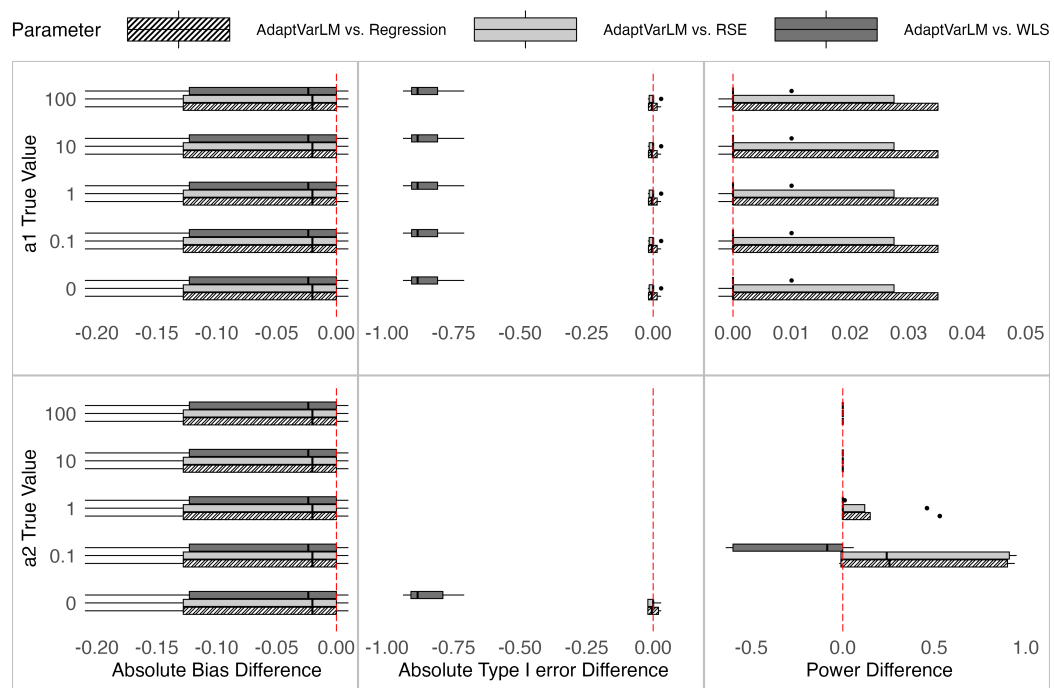 Parameter AdaptVarLM vs. Regression AdaptVarLM vs. RSE AdaptVarLM vs. WLS
a1 True Value
100
10
1
0.1
0
-0.20 -0.15 -0.10 -0.05 0.00
-1.00 -0.75 -0.50 -0.25 0.00
0.00 0.01 0.02 0.03 0.04 0.05
a2 True Value
100
10
1
0.1
0
-0.20 -0.15 -0.10 -0.05 0.00
-1.00 -0.75 -0.50 -0.25 0.00
-0.5 0.0 0.5 1.0
Absolute Bias Difference
Absolute Type I error Difference
Power Difference